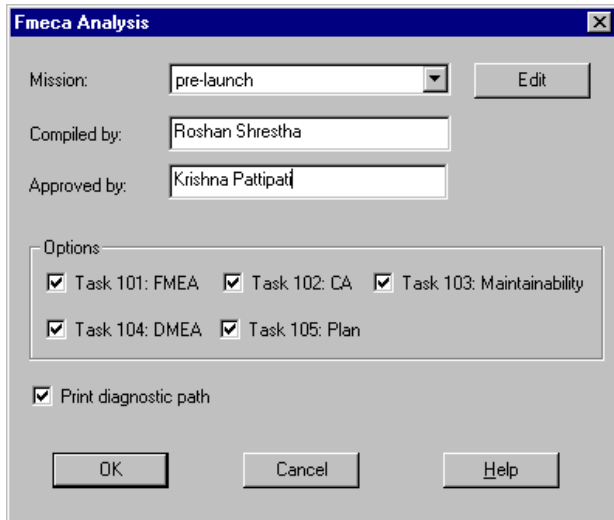 Fmeca Analysis
Mission: pre-launch Edit
Compiled by: Roshan Shrestha
Approved by: Krishna Pattipati
Options
Task 101: FMEA Task 102: CA Task 103: Maintainability
Task 104: DMEA Task 105: Plan
Print diagnostic path
OK Cancel Help